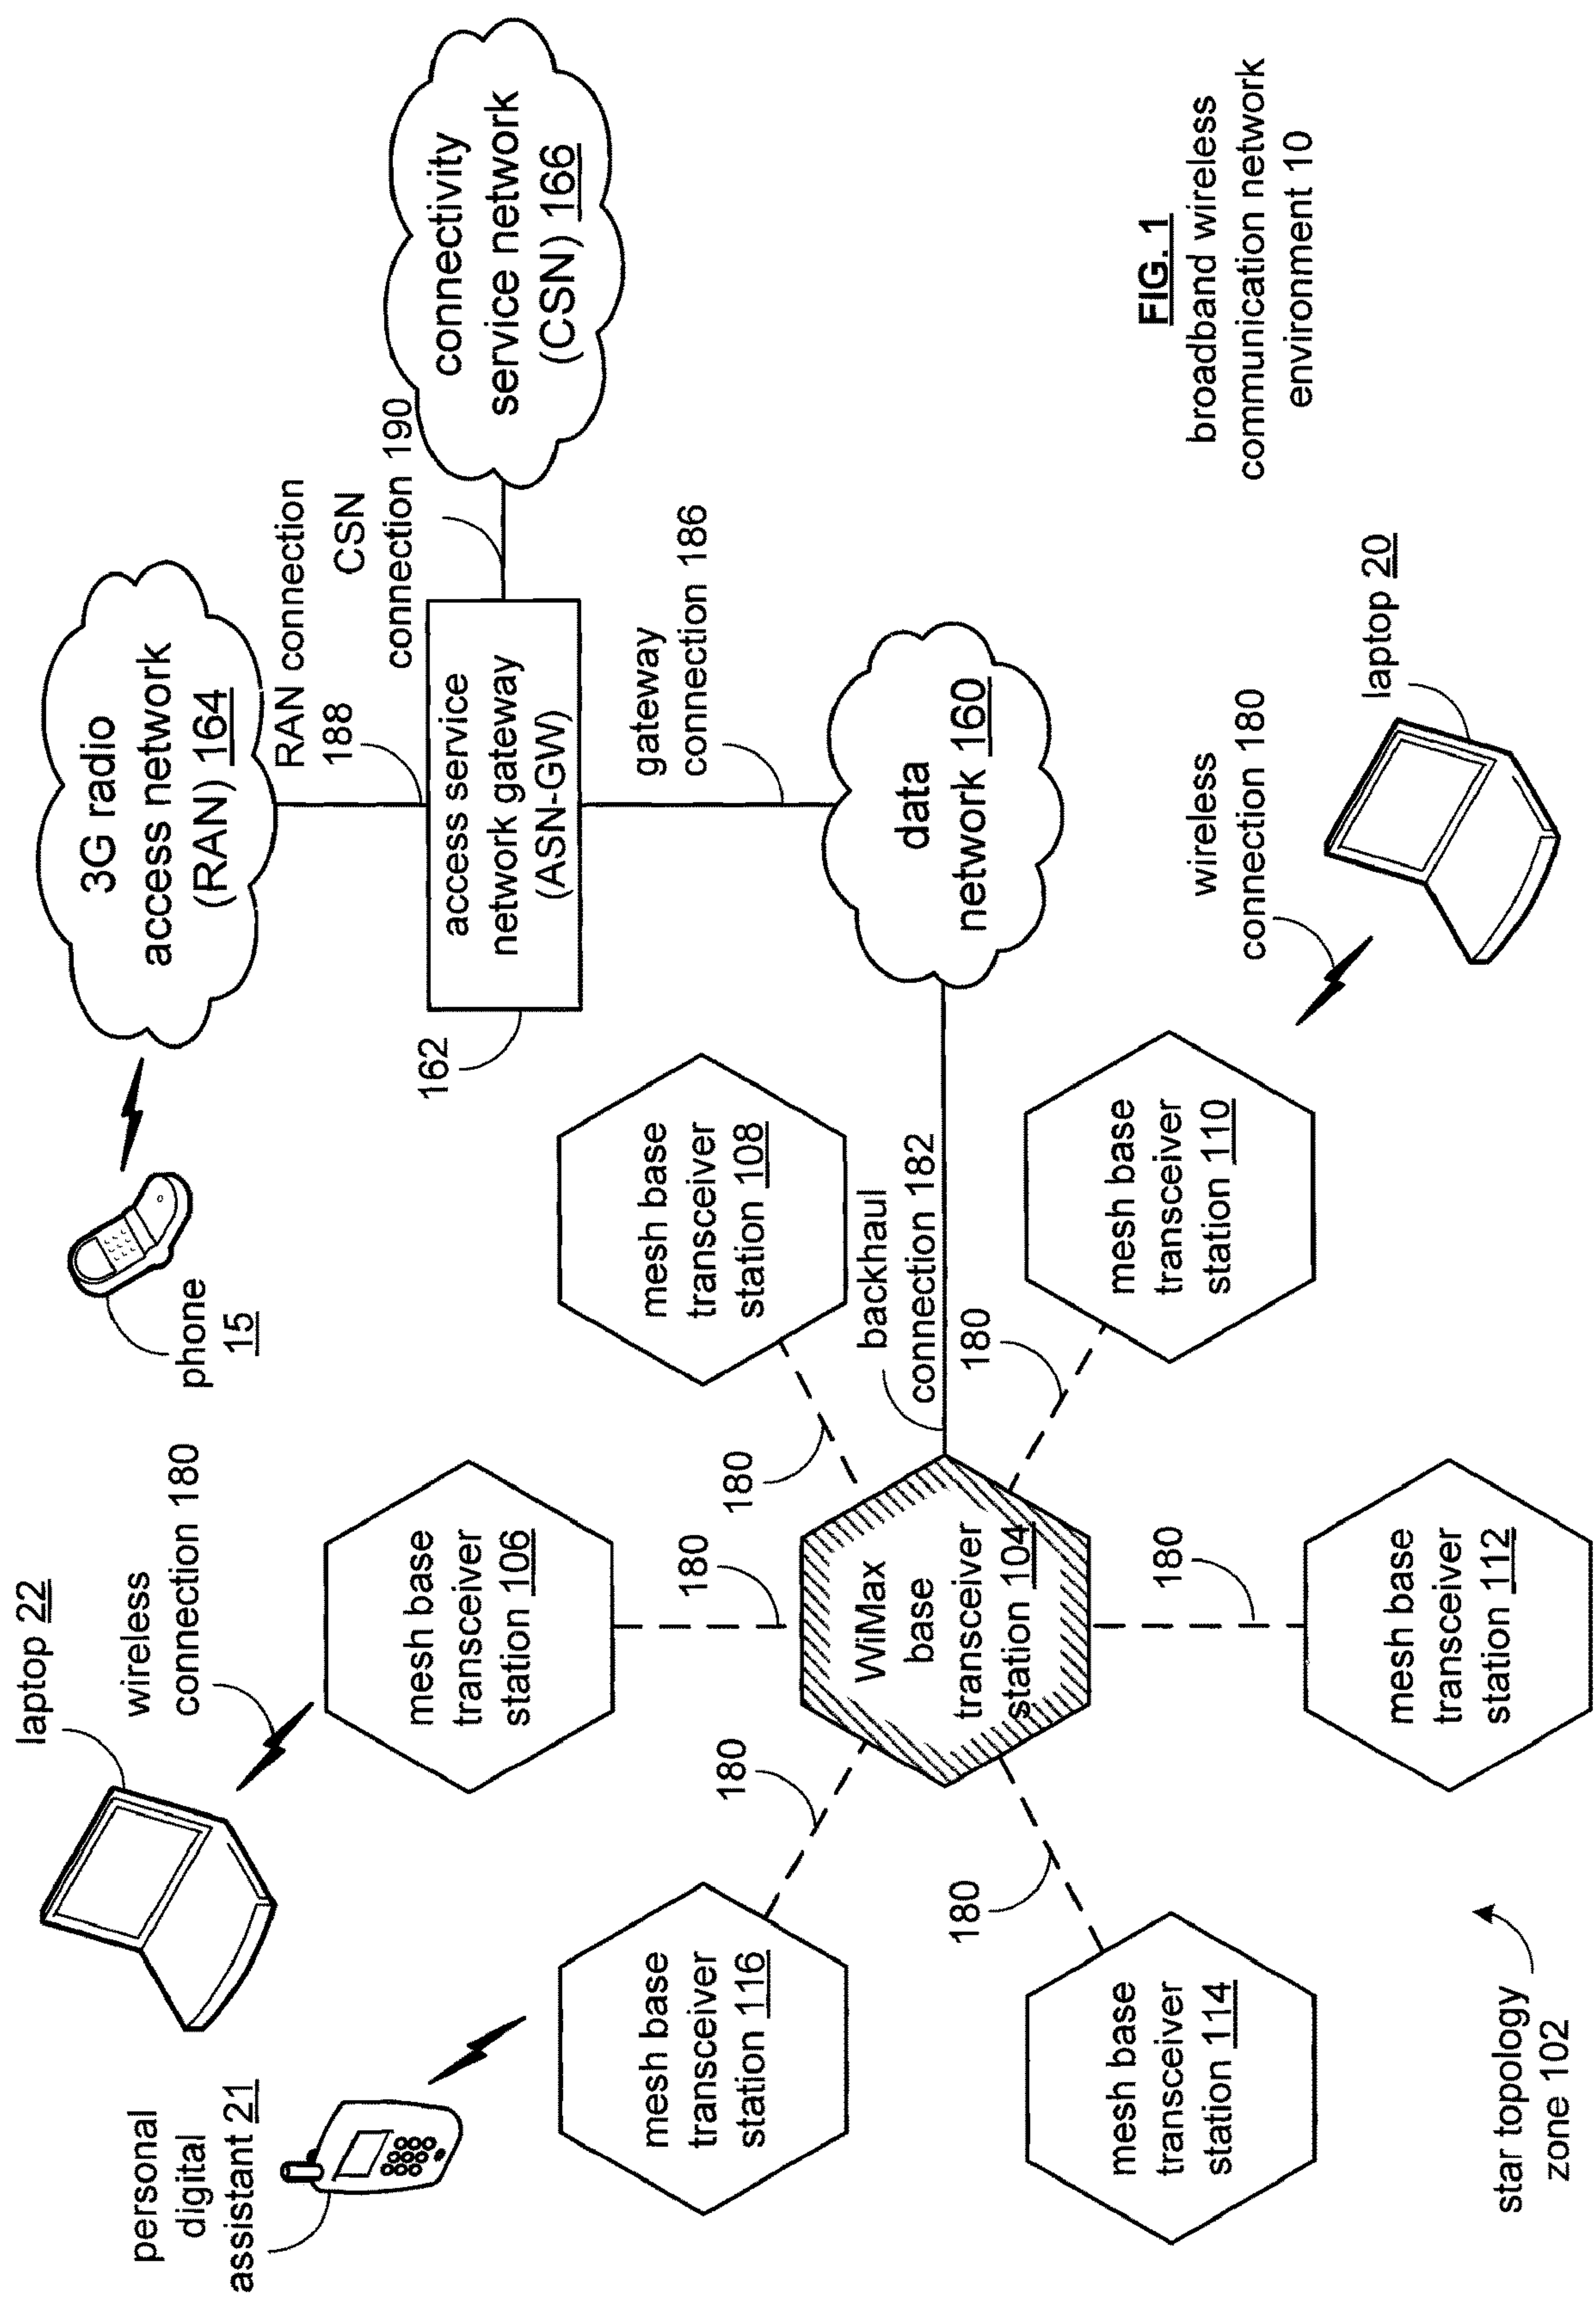 personal
digital
assistant 21
laptop 22
wireless
connection 180
phone
15
3G radio
access network
(RAN) 164
RAN connection
188
CSN
connection 190
connectivity
service network
(CSN) 166
162
access service
network gateway
(ASN-GW)
gateway
connection 186
data
network 160
mesh base
transceiver
station 106
mesh base
transceiver
station 108
mesh base
transceiver
station 116
180
180
180
backhaul
connection 182
WiMax
base
transceiver
station 104
180
180
180
mesh base
transceiver
station 110
mesh base
transceiver
station 114
mesh base
transceiver
station 112
wireless
connection 180
laptop 20
star topology
zone 102
FIG. 1
broadband wireless
communication network
environment 10